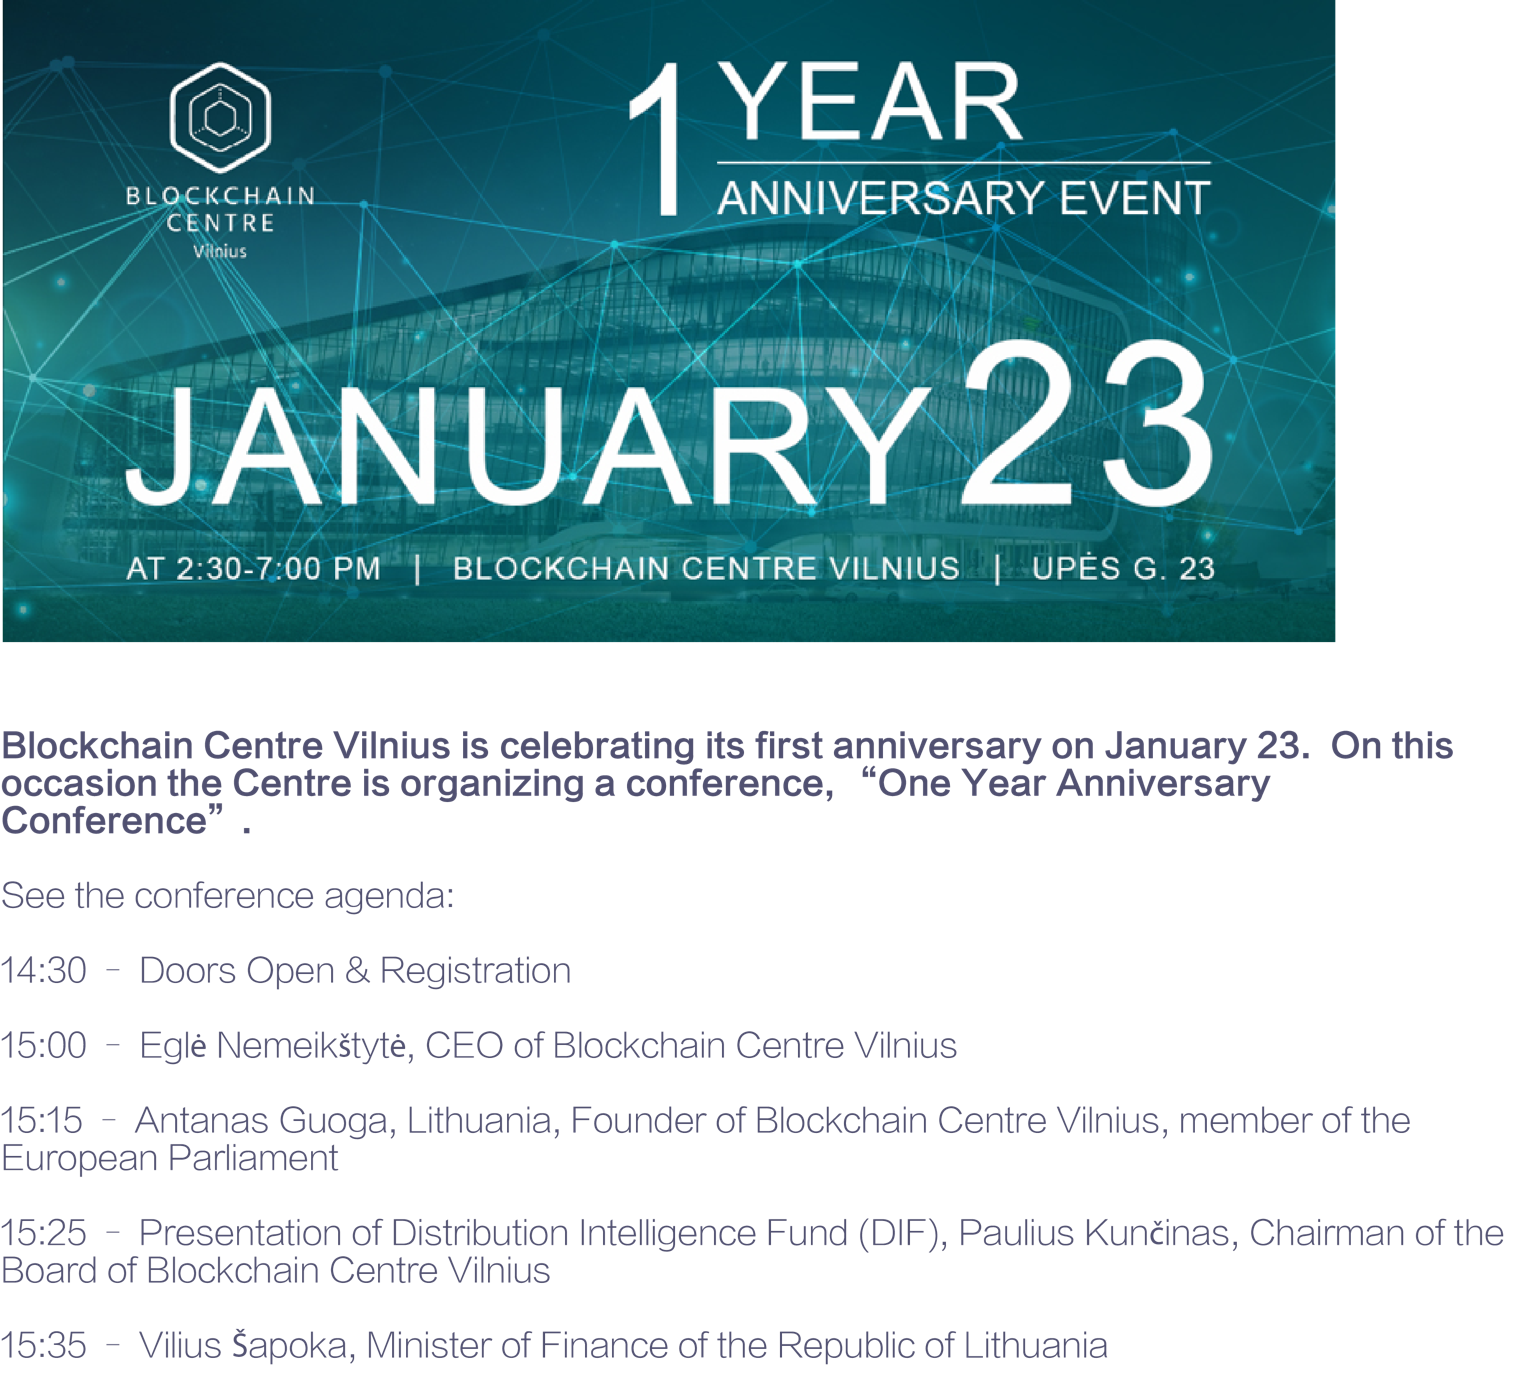 BLOCKCHAIN
CENTRE
Vilnius
1 YEAR
ANNIVERSARY EVENT
JANUARY 23
AT 2:30-7:00 PM | BLOCKCHAIN CENTRE VILNIUS | UPĖS G. 23
Blockchain Centre Vilnius is celebrating its first anniversary on January 23. On this
occasion the Centre is organizing a conference, “One Year Anniversary
Conference” .
See the conference agenda:
14:30 – Doors Open & Registration
15:00 – Eglė Nemeikštytė, CEO of Blockchain Centre Vilnius
15:15 – Antanas Guoga, Lithuania, Founder of Blockchain Centre Vilnius, member of the
European Parliament
15:25 – Presentation of Distribution Intelligence Fund (DIF), Paulius Kunčinas, Chairman of the
Board of Blockchain Centre Vilnius
15:35 – Vilius Šapoka, Minister of Finance of the Republic of Lithuania